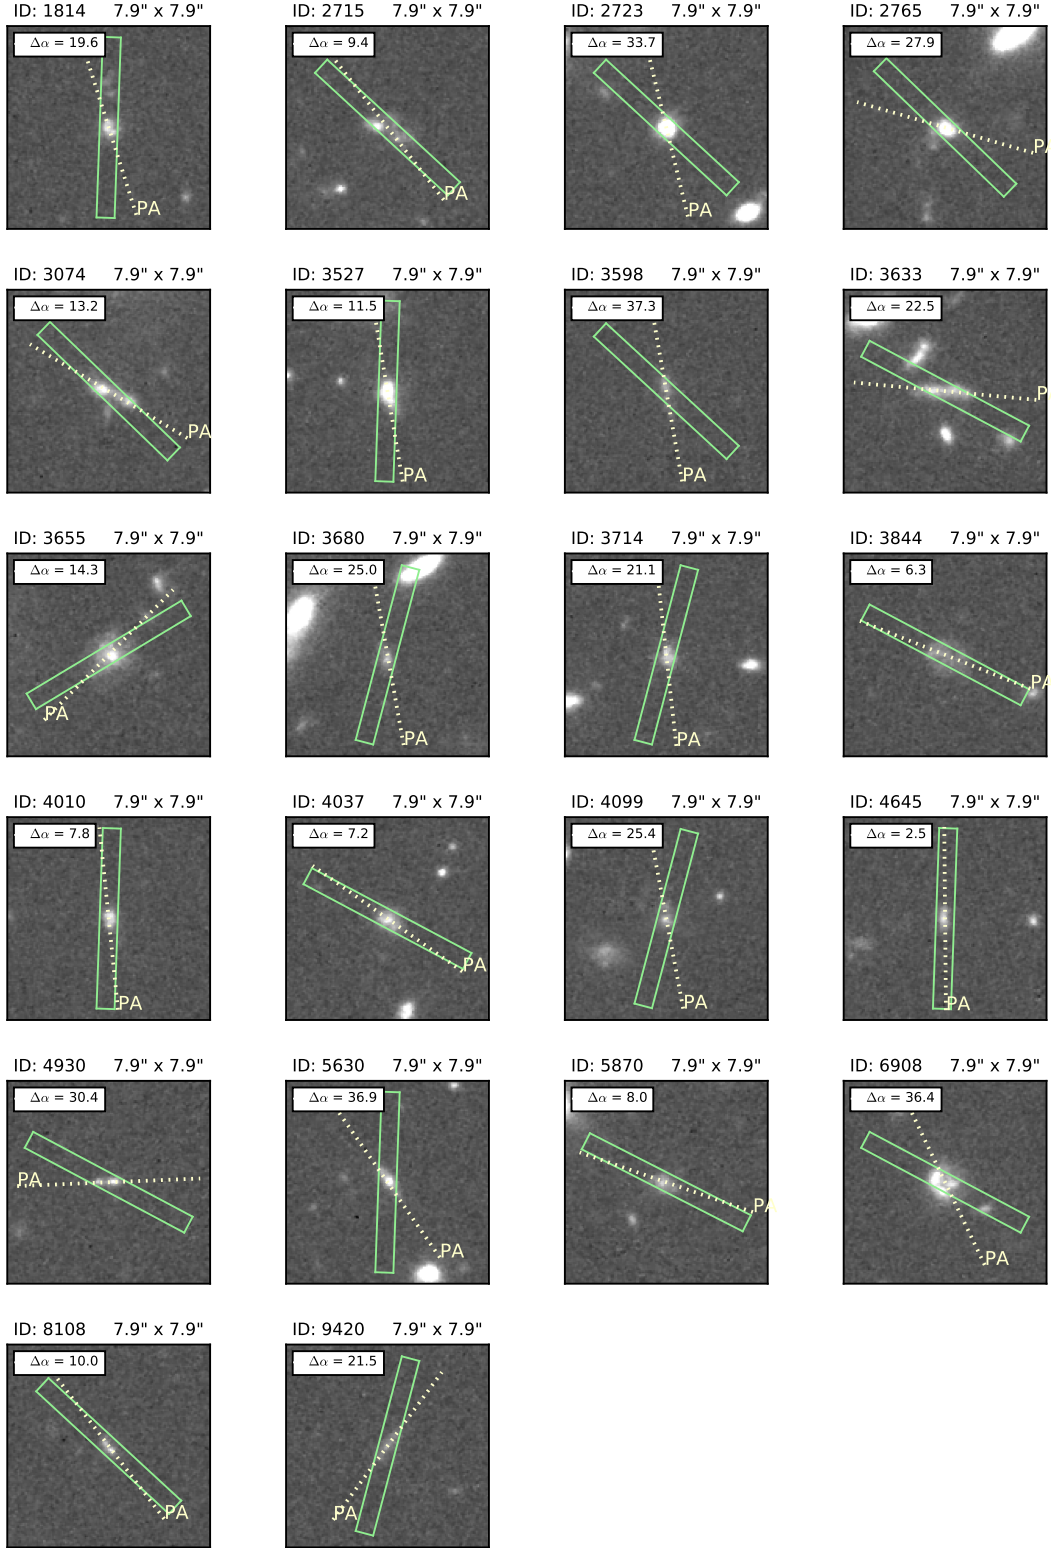 ID: 1814 7.9" x 7.9"
Δα = 19.6
PA
ID: 2715 7.9" x 7.9"
Δα = 9.4
PA
ID: 2723 7.9" x 7.9"
Δα = 33.7
PA
ID: 2765 7.9" x 7.9"
Δα = 27.9
PA
ID: 3074 7.9" x 7.9"
Δα = 13.2
PA
ID: 3527 7.9" x 7.9"
Δα = 11.5
PA
ID: 3598 7.9" x 7.9"
Δα = 37.3
PA
ID: 3633 7.9" x 7.9"
Δα = 22.5
P
ID: 3655 7.9" x 7.9"
Δα = 14.3
PA
ID: 3680 7.9" x 7.9"
Δα = 25.0
PA
ID: 3714 7.9" x 7.9"
Δα = 21.1
PA
ID: 3844 7.9" x 7.9"
Δα = 6.3
PA
ID: 4010 7.9" x 7.9"
Δα = 7.8
PA
ID: 4037 7.9" x 7.9"
Δα = 7.2
PA
ID: 4099 7.9" x 7.9"
Δα = 25.4
PA
ID: 4645 7.9" x 7.9"
Δα = 2.5
PA
ID: 4930 7.9" x 7.9"
Δα = 30.4
PA
ID: 5630 7.9" x 7.9"
Δα = 36.9
PA
ID: 5870 7.9" x 7.9"
Δα = 8.0
PA
ID: 6908 7.9" x 7.9"
Δα = 36.4
PA
ID: 8108 7.9" x 7.9"
Δα = 10.0
PA
ID: 9420 7.9" x 7.9"
Δα = 21.5
PA